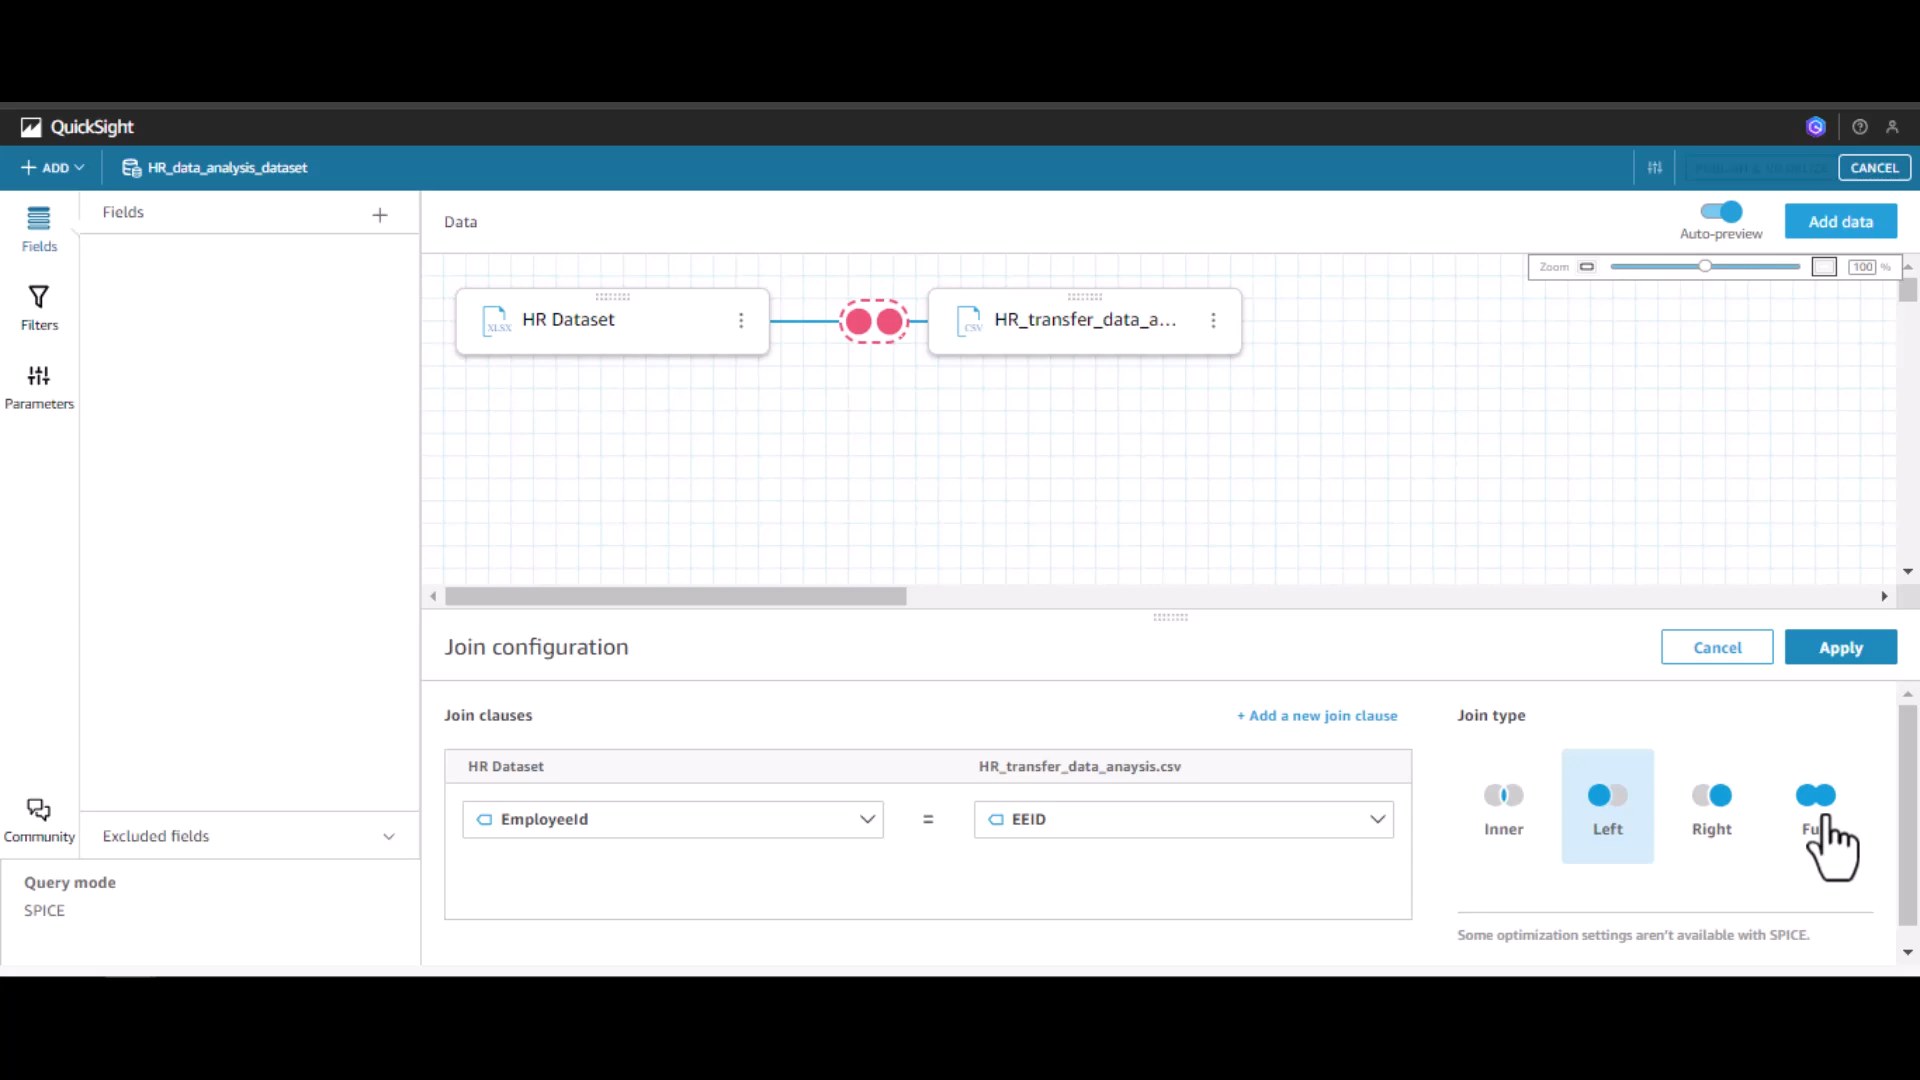 QuickSight
ADD
HR_data_analysis_dataset
CANCEL
Fields
Fields
Filters
Parameters
Community
Excluded fields
Query mode
SPICE
Data
Auto-preview
Add data
Zoom
100 %
XLSX HR Dataset
CSV HR_transfer_data_a...
Join configuration
Cancel
Apply
Join clauses
+ Add a new join clause
HR Dataset
HR_transfer_data_anaysis.csv
EmployeeId
=
EEID
Join type
Inner
Left
Right
Some optimization settings aren't available with SPICE.